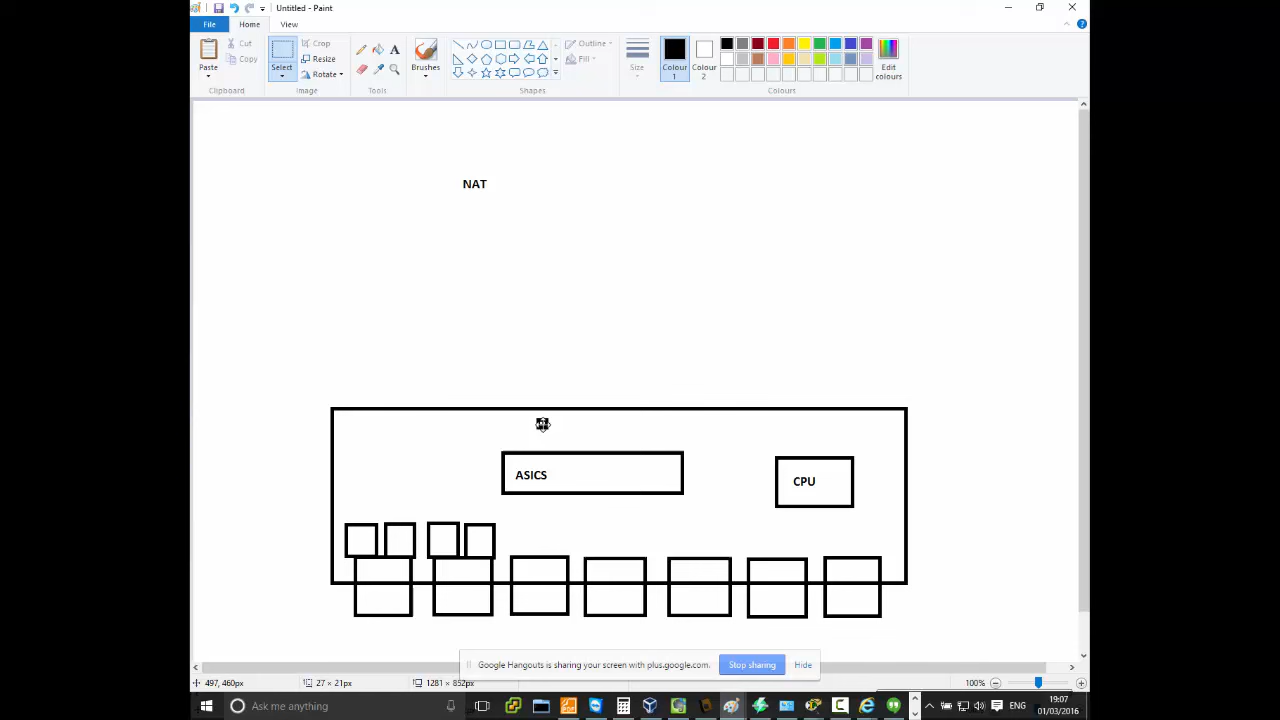 Untitled - Paint
File Home View
Paste
Cut
Copy
Clipboard
Select
Crop
Resize
Rotate
Image
Tools
Brushes
Shapes
Outline
Fill
Size
Colour 1
Colour 2
Edit colours
Colours
NAT
ASICS
CPU
Google Hangouts is sharing your screen with plus.google.com. Stop sharing Hide
497, 460px 27 × 21px 1281 × 852px 100%
Ask me anything
ENG
19:07
01/03/2016